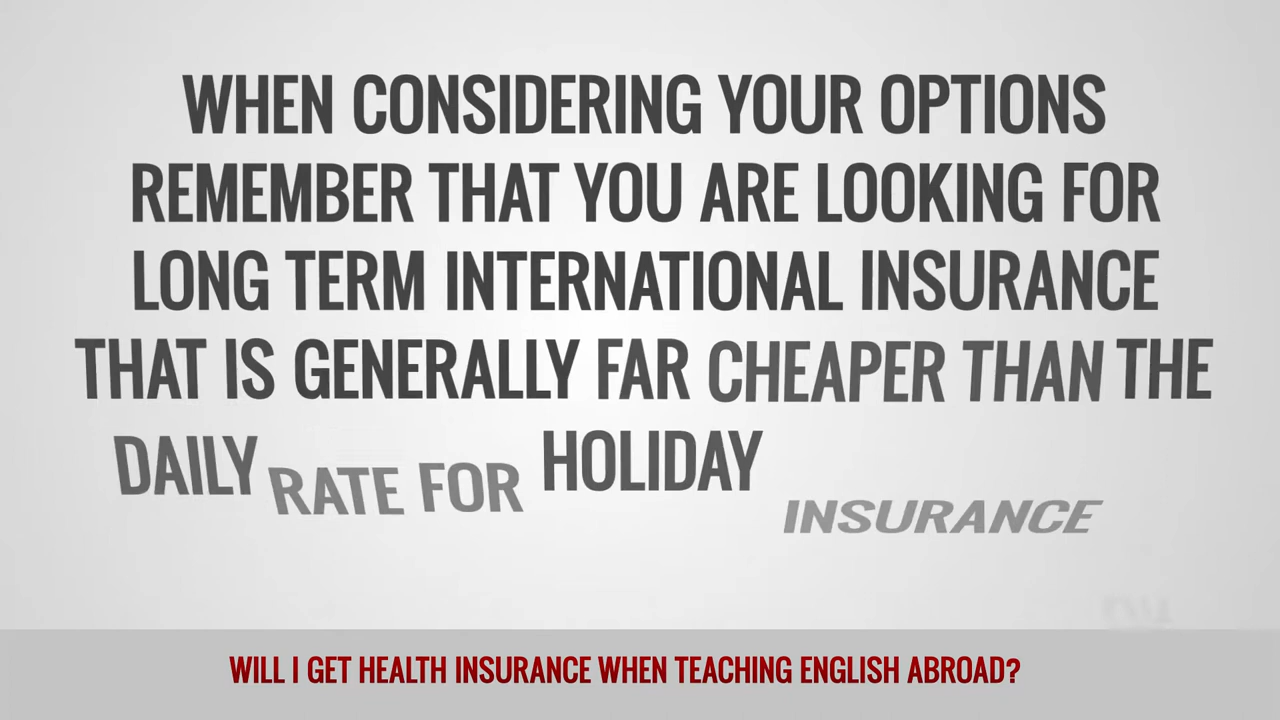 WHEN CONSIDERING YOUR OPTIONS
REMEMBER THAT YOU ARE LOOKING FOR
LONG TERM INTERNATIONAL INSURANCE
THAT IS GENERALLY FAR CHEAPER THAN THE
DAILY RATE FOR HOLIDAY INSURANCE
WILL I GET HEALTH INSURANCE WHEN TEACHING ENGLISH ABROAD?